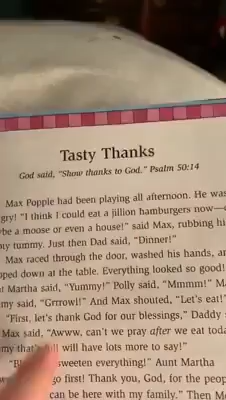 Tasty Thanks
God said, "Show thanks to God." Psalm 50:14
Max Popple had been playing all afternoon. He was
gry! "I think I could eat a jillion hamburgers now—
be a moose or even a house!" said Max, rubbing his
tummy. Just then Dad said, "Dinner!"
Max raced through the door, washed his hands, a
ped down at the table. Everything looked so good!
Martha said, "Yummy!" Polly said, "Mmmm!" M
my said, "Grrrowl!" And Max shouted, "Let's eat!"
"First, let's thank God for our blessings," Daddy
Max said, "Awww, can't we pray after we eat toda
my will have lots more to say!"
sweeten everything!" Aunt Martha
go first! Thank you, God, for the peop
can be here with my family." Then M